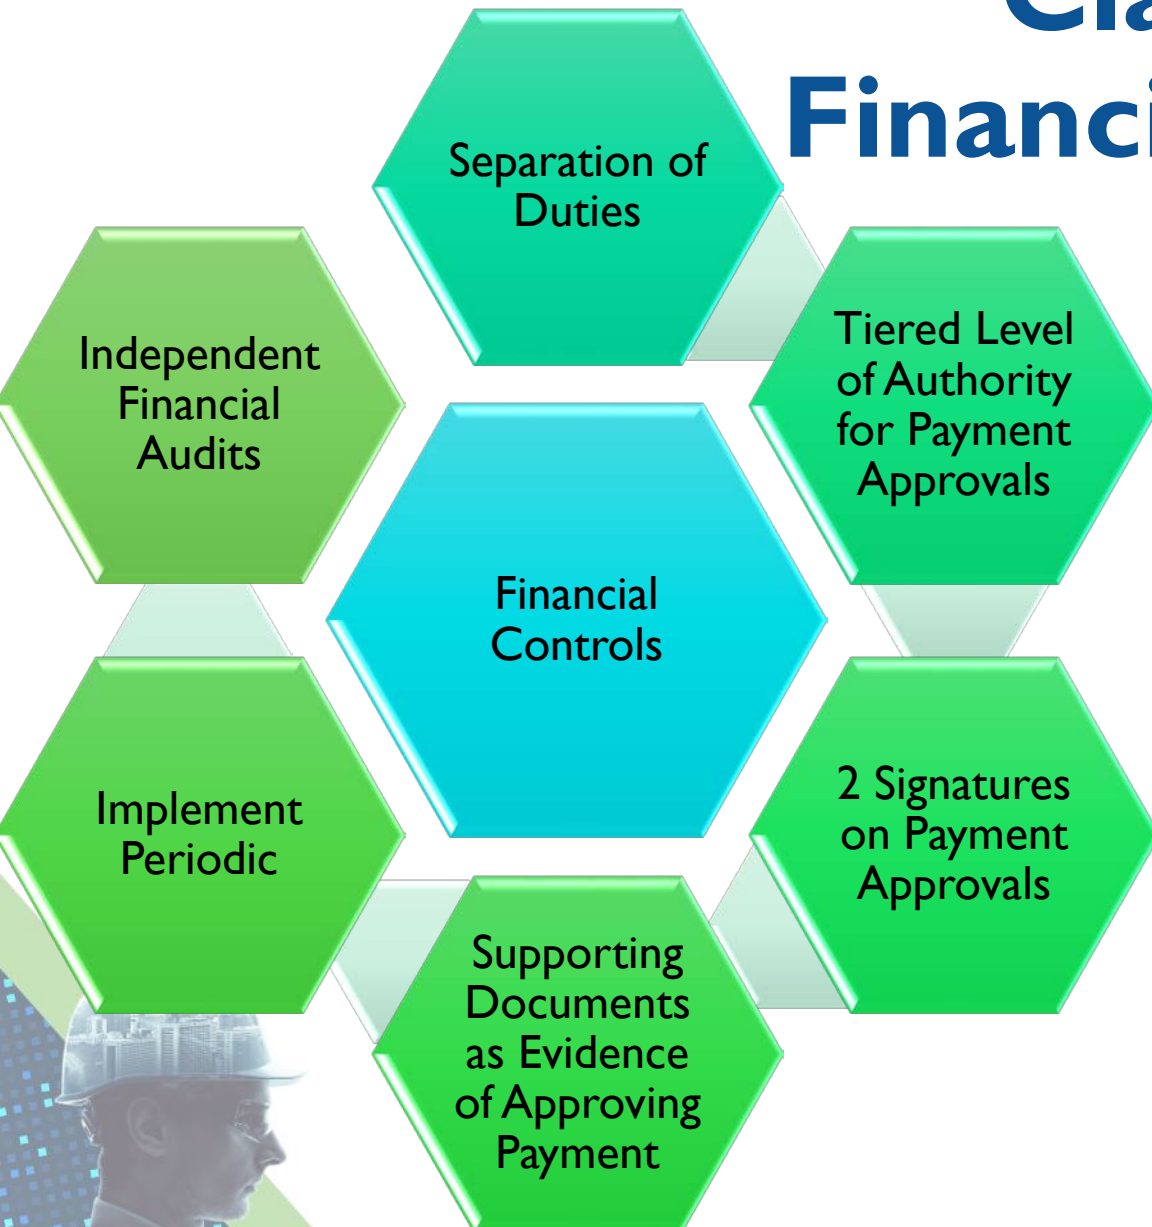 Financi
Separation of
Duties
Tiered Level
of Authority
for Payment
Approvals
2 Signatures
on Payment
Approvals
Supporting
Documents
as Evidence
of Approving
Payment
Implement
Periodic
Independent
Financial
Audits
Financial
Controls